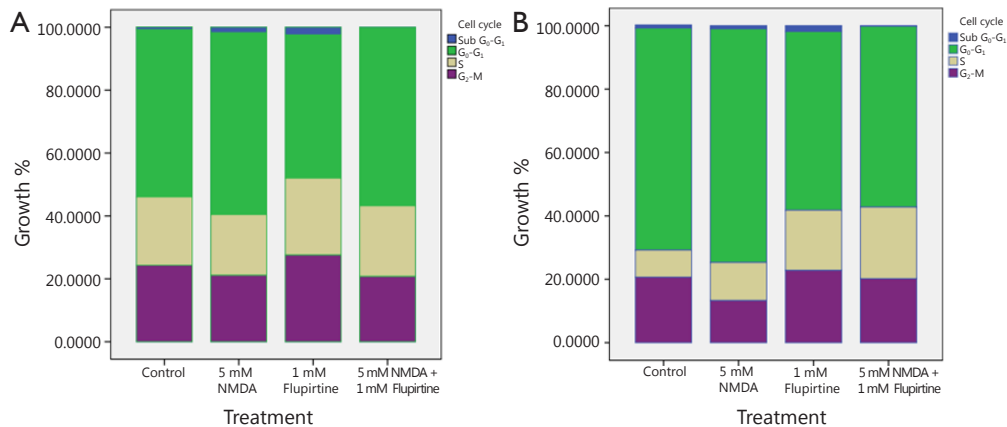 A
Cell cycle
Sub G₀-G₁
G₀-G₁
S
G₂-M
100.0000
80.0000
60.0000
40.0000
20.0000
0.0000
Growth %
Control
5 mM NMDA
1 mM Flupirtine
5 mM NMDA + 1 mM Flupirtine
Treatment
B
Cell cycle
Sub G₀-G₁
G₀-G₁
S
G₂-M
100.0000
80.0000
60.0000
40.0000
20.0000
0.0000
Growth %
Control
5 mM NMDA
1 mM Flupirtine
5 mM NMDA + 1 mM Flupirtine
Treatment